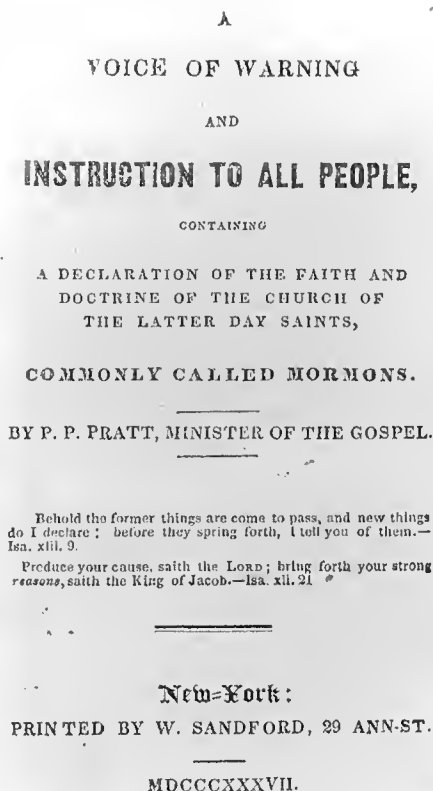 A
VOICE OF WARNING
AND
INSTRUCTION TO ALL PEOPLE,
CONTAINING
A DECLARATION OF THE FAITH AND
DOCTRINE OF THE CHURCH OF
THE LATTER DAY SAINTS,
COMMONLY CALLED MORMONS.
BY P. P. PRATT, MINISTER OF THE GOSPEL.
Behold the former things are come to pass, and new things
do I declare; before they spring forth, I tell you of them.—
Isa. xlii. 9.
Produce your cause, saith the LORD; bring forth your strong
reasons, saith the King of Jacob.—Isa. xli. 21
New-York:
PRINTED BY W. SANDFORD, 29 ANN-ST.
MDCCCXXXVII.